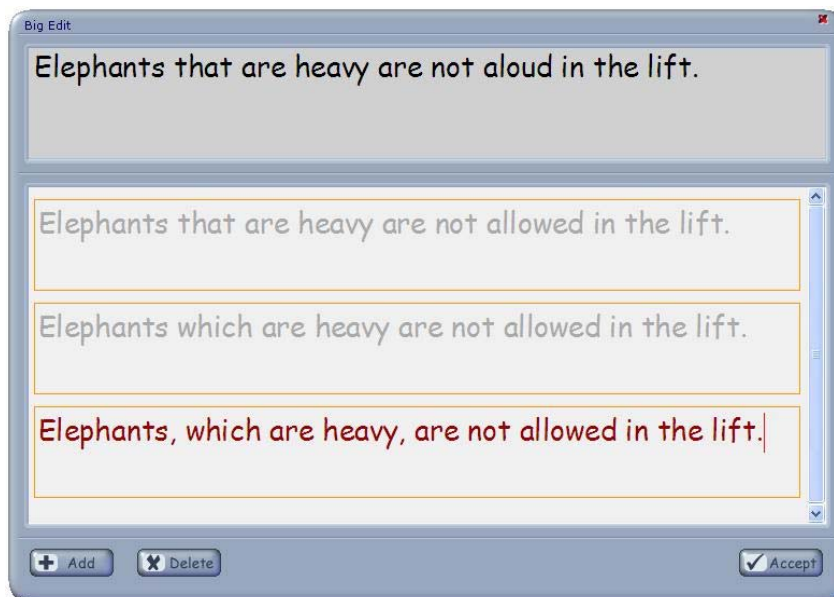 Big Edit
Elephants that are heavy are not aloud in the lift.
Elephants that are heavy are not allowed in the lift.
Elephants which are heavy are not allowed in the lift.
Elephants, which are heavy, are not allowed in the lift.
Add
Delete
Accept